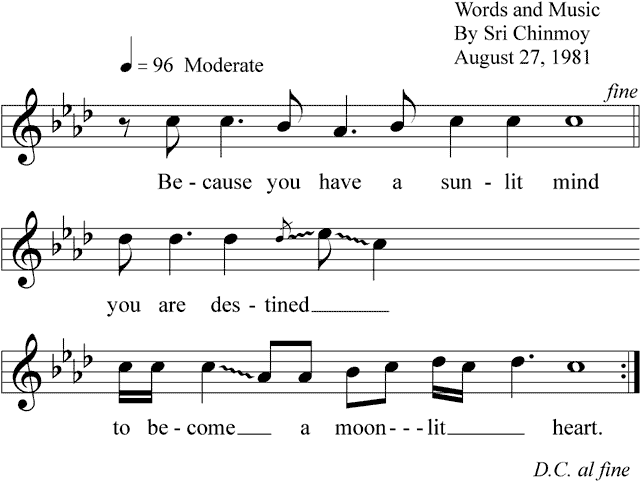 Words and Music
By Sri Chinmoy
August 27, 1981
= 96 Moderate
fine
Be - cause you have a sun - lit mind
you are des - tined
to be - come a moon - - - lit heart.
D.C. al fine